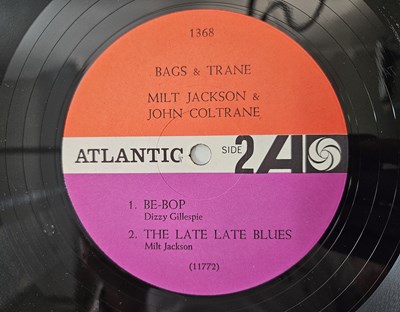 1368
BAGS & TRANE
MILT JACKSON &
JOHN COLTRANE
ATLANTIC SIDE 2 A
1. BE-BOP
Dizzy Gillespie
2. THE LATE LATE BLUES
Milt Jackson
(11772)